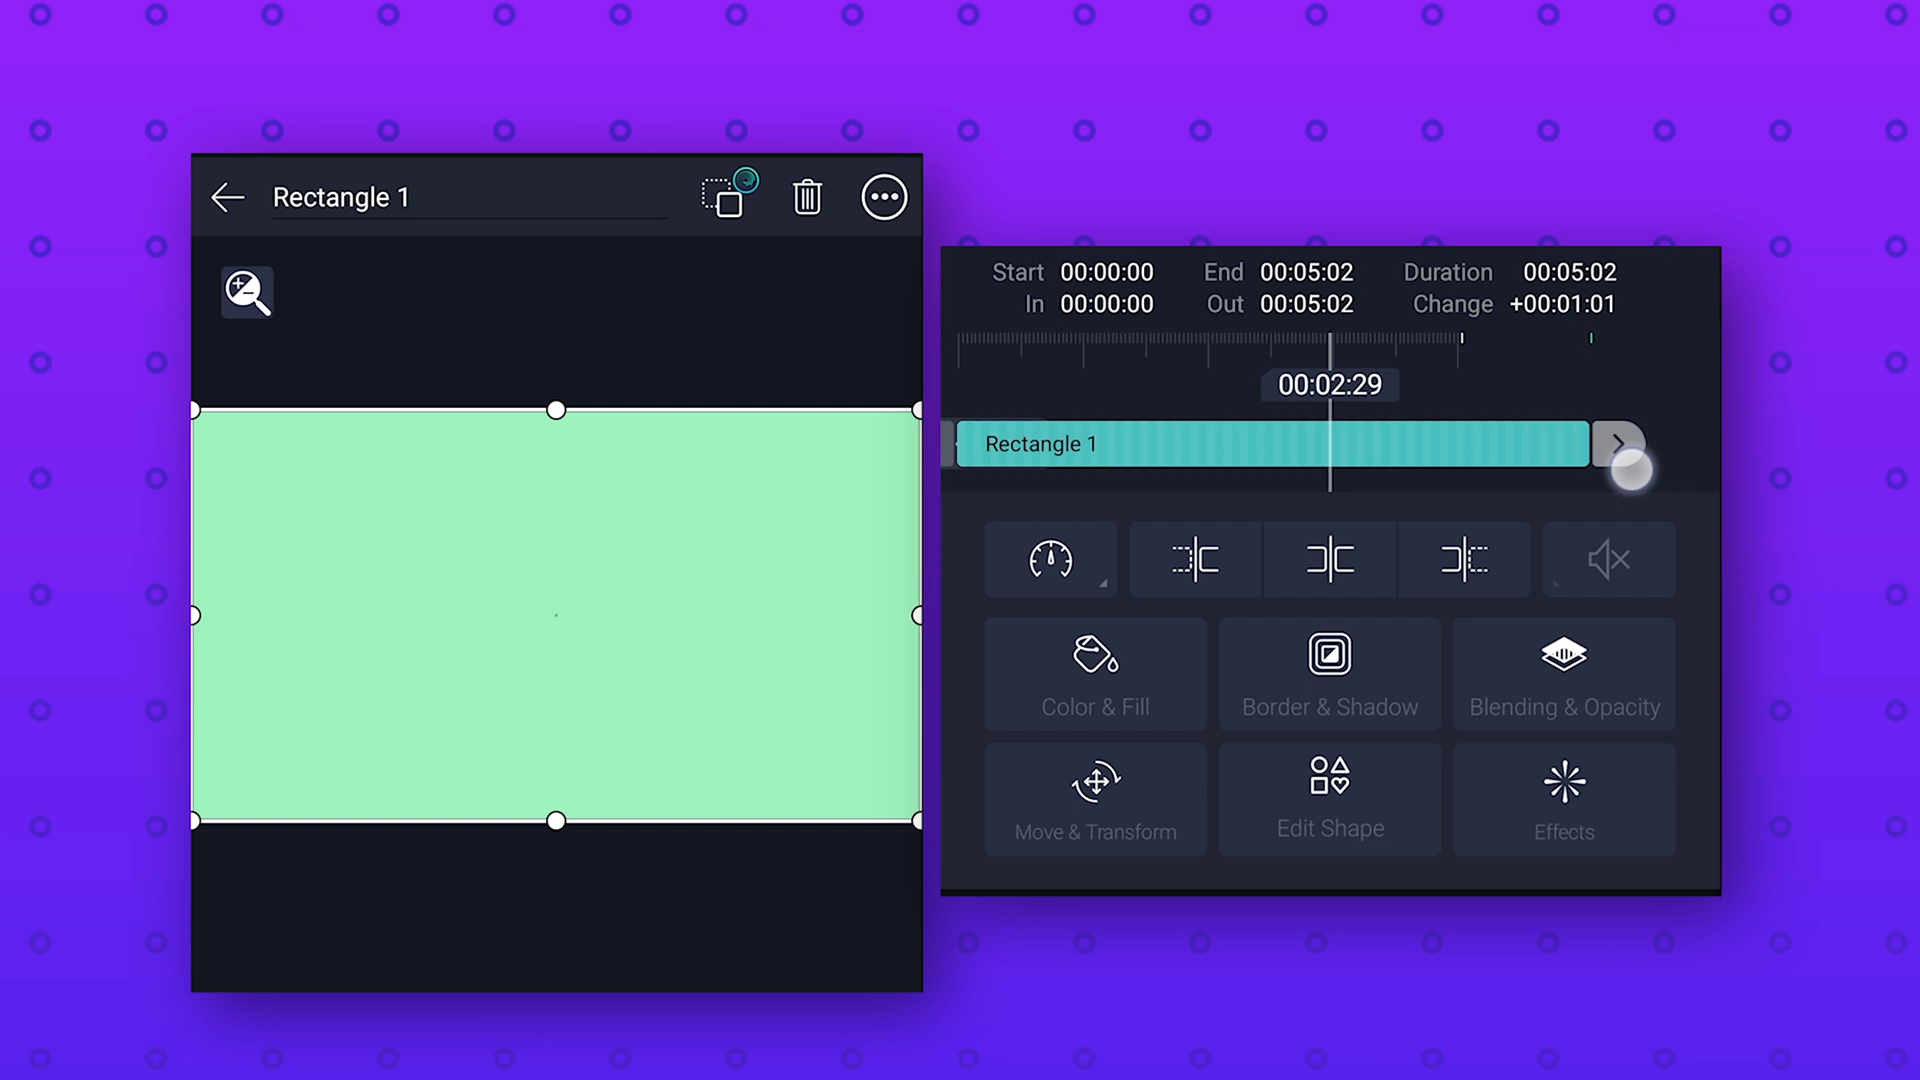 Rectangle 1
Start 00:00:00 End 00:05:02 Duration 00:05:02
In 00:00:00 Out 00:05:02 Change +00:01:01
00:02:29
Rectangle 1
Color & Fill
Border & Shadow
Blending & Opacity
Move & Transform
Edit Shape
Effects